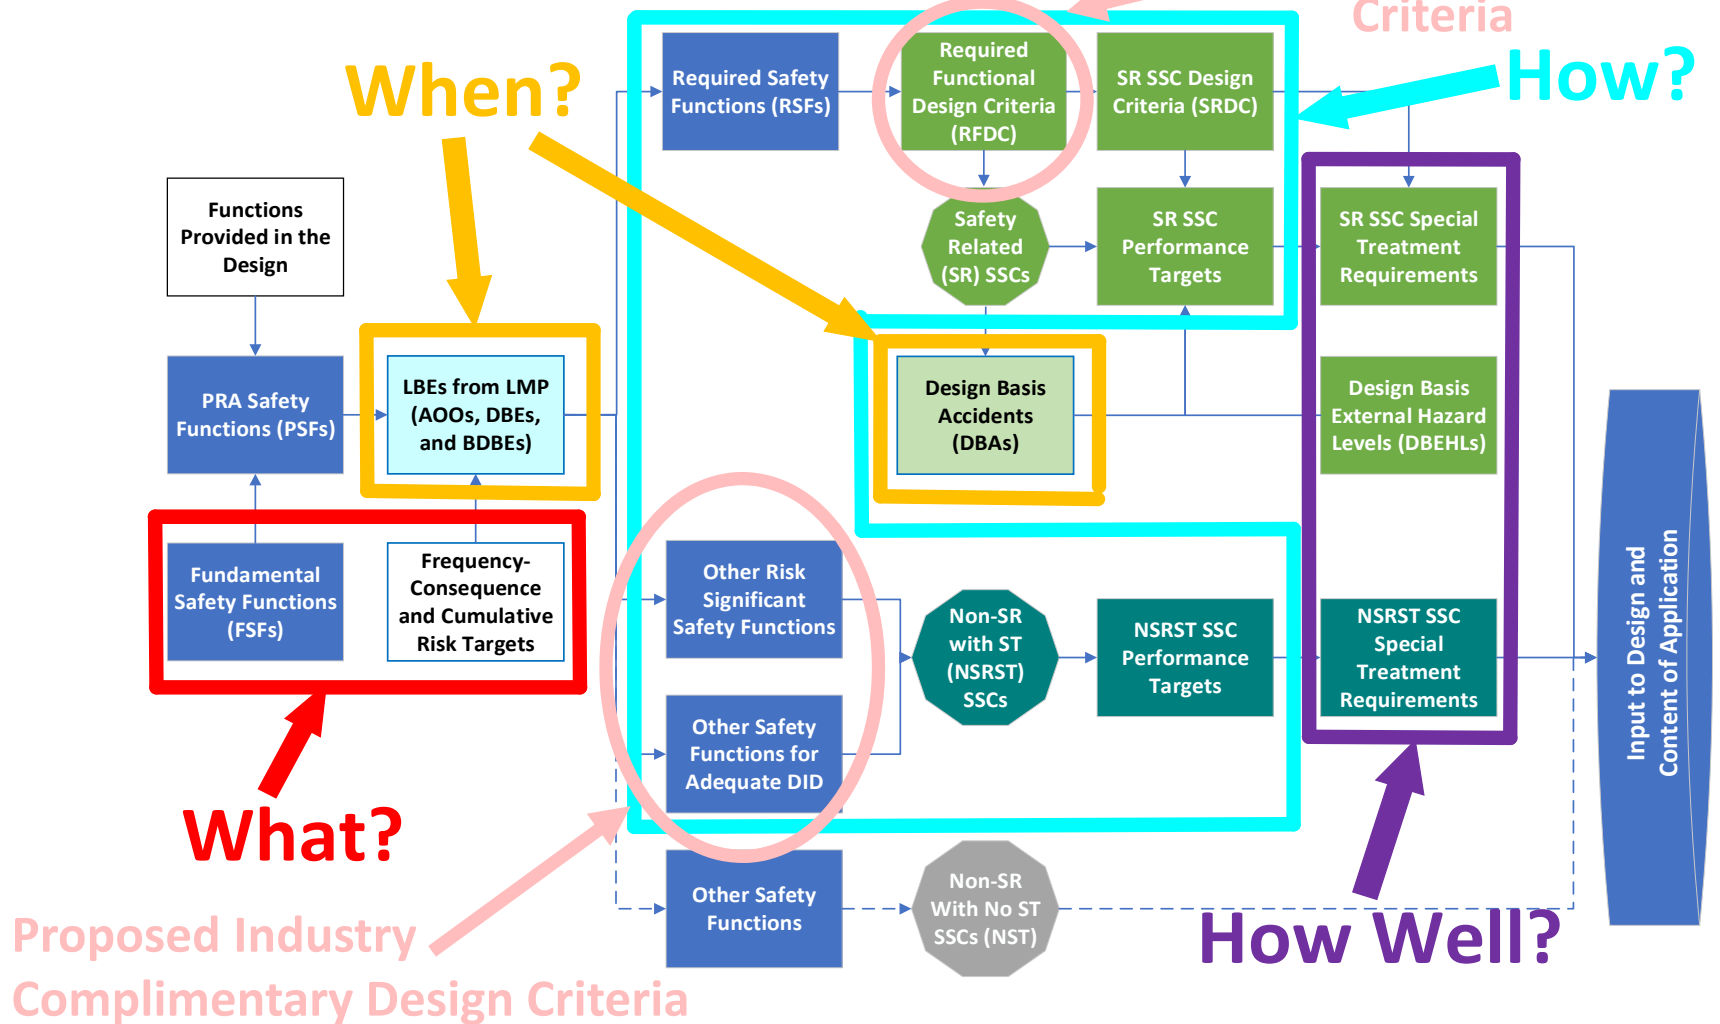 Criteria
When?
How?
Required Safety
Functions (RSFs)
Required
Functional
Design Criteria
(RFDC)
SR SSC Design
Criteria (SRDC)
Functions
Provided in the
Design
Safety
Related
(SR) SSCs
SR SSC
Performance
Targets
SR SSC Special
Treatment
Requirements
PRA Safety
Functions (PSFs)
LBEs from LMP
(AOOs, DBEs,
and BDBEs)
Design Basis
Accidents
(DBAs)
Design Basis
External Hazard
Levels (DBEHLs)
Fundamental
Safety Functions
(FSFs)
Frequency-
Consequence
and Cumulative
Risk Targets
Other Risk
Significant
Safety Functions
Non-SR
with ST
(NSRST)
SSCs
NSRST SSC
Performance
Targets
NSRST SSC
Special
Treatment
Requirements
Input to Design and
Content of Application
Other Safety
Functions for
Adequate DID
What?
Other Safety
Functions
Non-SR
With No ST
SSCs (NST)
How Well?
Proposed Industry
Complimentary Design Criteria